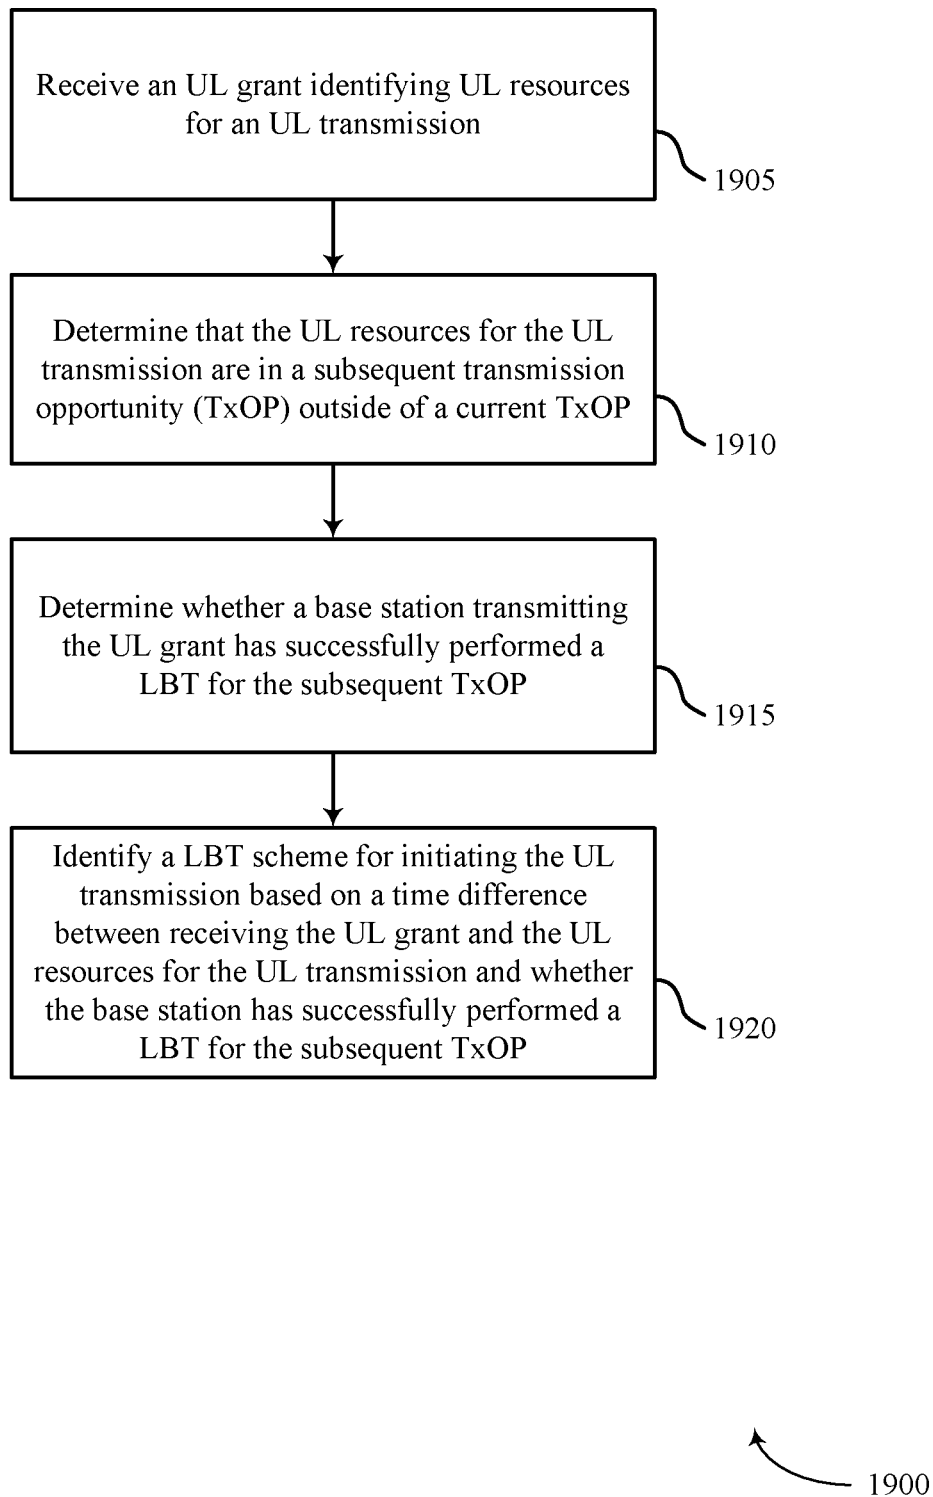 Receive an UL grant identifying UL resources
for an UL transmission
1905
Determine that the UL resources for the UL
transmission are in a subsequent transmission
opportunity (TxOP) outside of a current TxOP
1910
Determine whether a base station transmitting
the UL grant has successfully performed a
LBT for the subsequent TxOP
1915
Identify a LBT scheme for initiating the UL
transmission based on a time difference
between receiving the UL grant and the UL
resources for the UL transmission and whether
the base station has successfully performed a
LBT for the subsequent TxOP
1920
1900